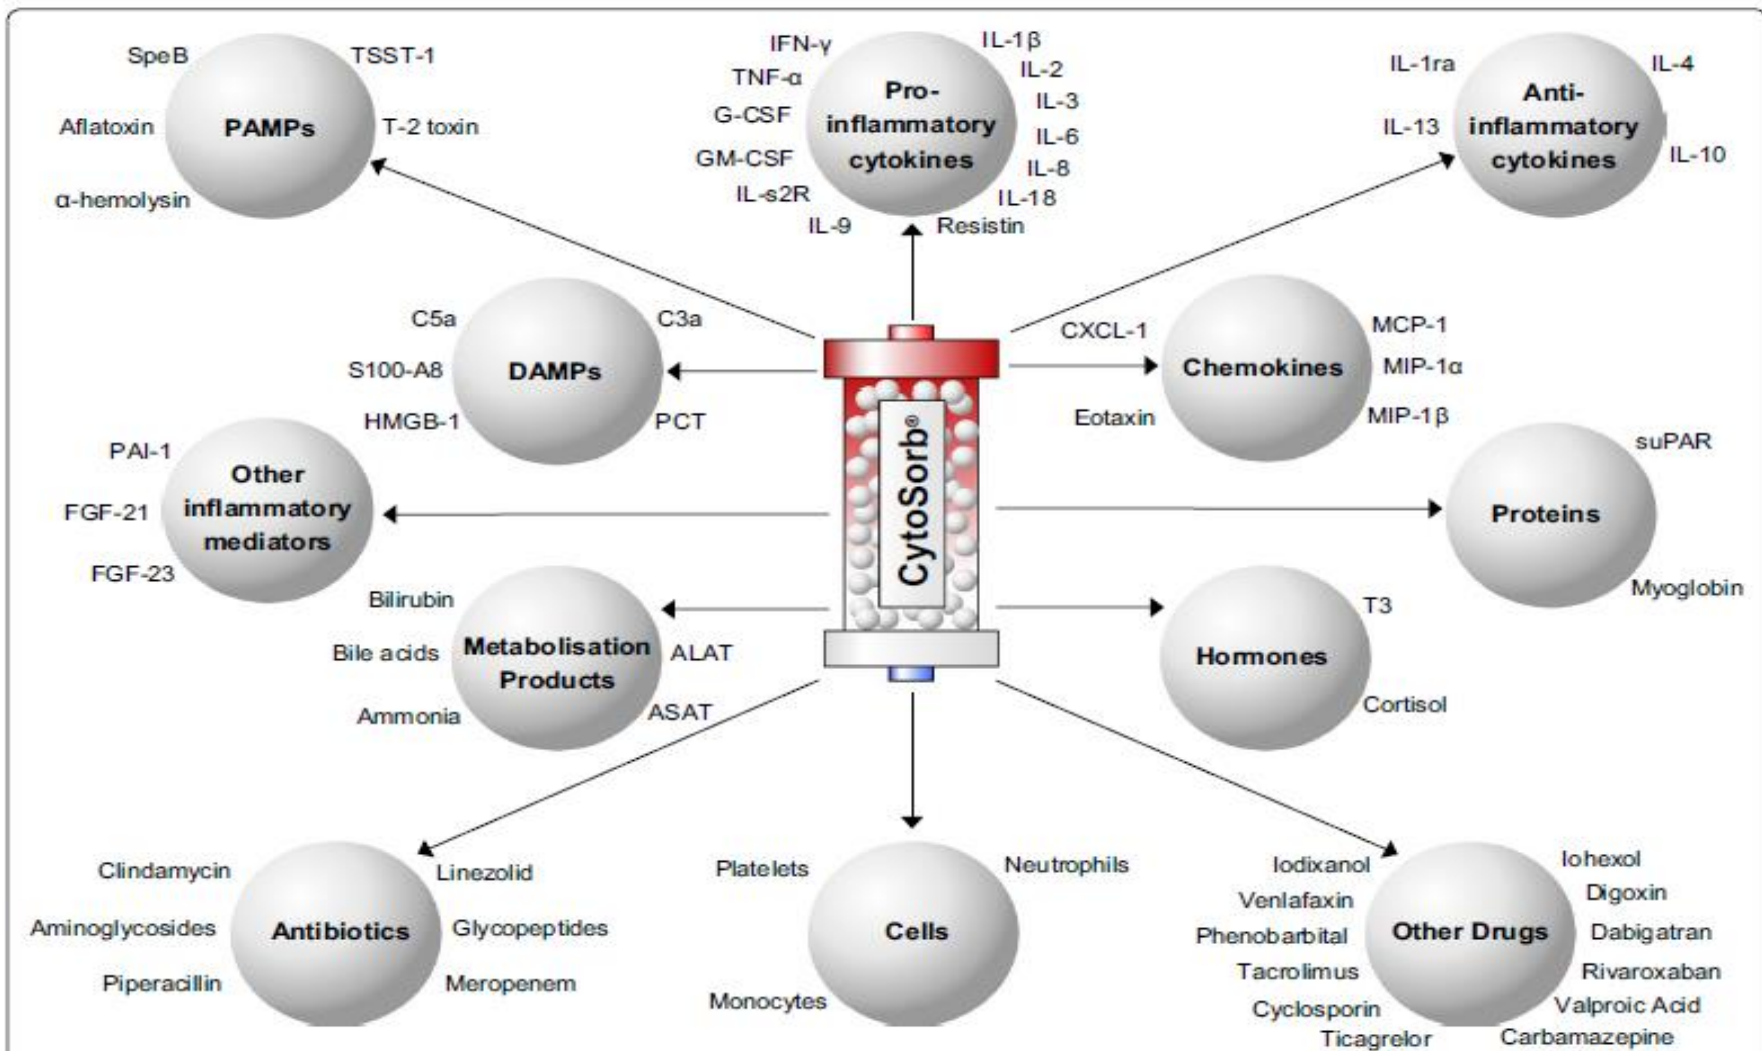 SpeB
TSST-1
Aflatoxin
PAMPs
T-2 toxin
α-hemolysin
IFN-γ
IL-1β
TNF-α
IL-2
G-CSF
Pro-
inflammatory
cytokines
IL-3
GM-CSF
IL-6
IL-s2R
IL-8
IL-9
IL-18
Resistin
IL-1ra
IL-4
IL-13
Anti-
inflammatory
cytokines
IL-10
C5a
C3a
S100-A8
DAMPs
HMGB-1
PCT
CXCL-1
MCP-1
Chemokines
MIP-1α
Eotaxin
MIP-1β
PAI-1
Other
inflammatory
mediators
FGF-21
FGF-23
CytoSorb®
suPAR
Proteins
Myoglobin
Bilirubin
Bile acids
Metabolisation
Products
ALAT
Ammonia
ASAT
T3
Hormones
Cortisol
Clindamycin
Linezolid
Aminoglycosides
Antibiotics
Glycopeptides
Piperacillin
Meropenem
Platelets
Neutrophils
Cells
Monocytes
Iodixanol
Iohexol
Venlafaxin
Digoxin
Phenobarbital
Other Drugs
Dabigatran
Tacrolimus
Rivaroxaban
Cyclosporin
Valproic Acid
Ticagrelor
Carbamazepine